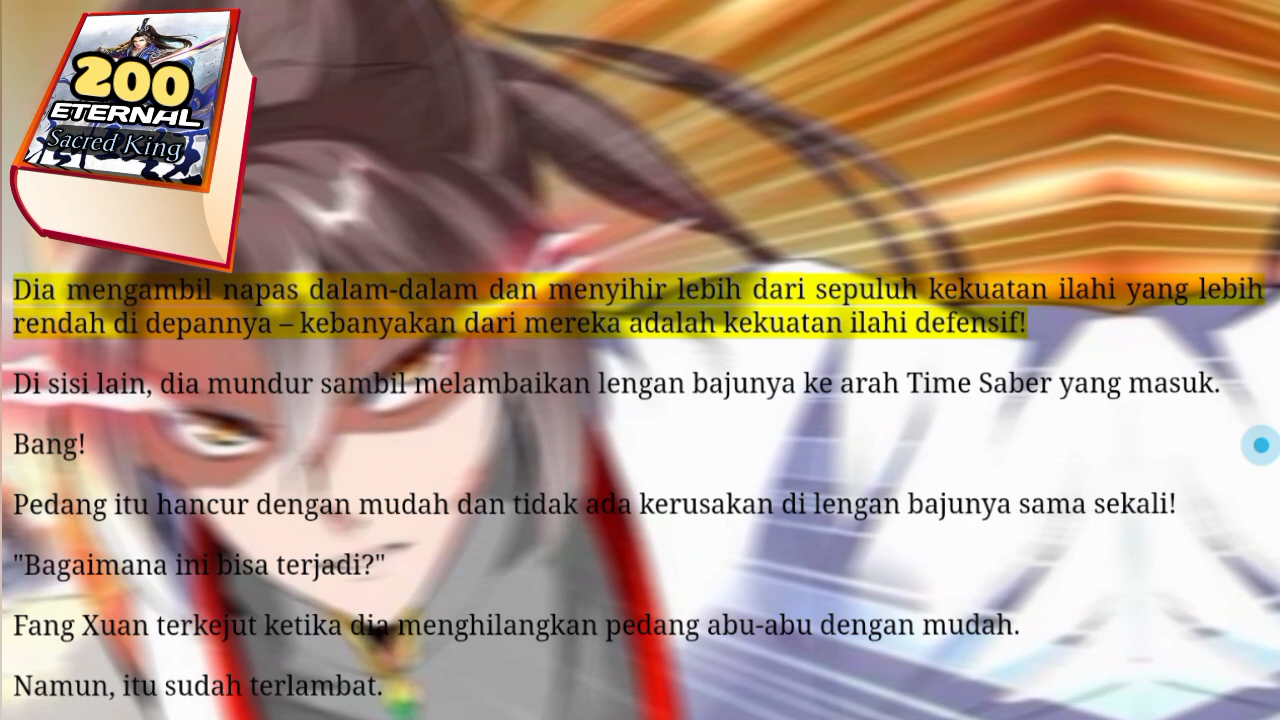 200
ETERNAL
Sacred King
Dia mengambil napas dalam-dalam dan menyihir lebih dari sepuluh kekuatan ilahi yang lebih
rendah di depannya – kebanyakan dari mereka adalah kekuatan ilahi defensif!
Di sisi lain, dia mundur sambil melambaikan lengan bajunya ke arah Time Saber yang masuk.
Bang!
Pedang itu hancur dengan mudah dan tidak ada kerusakan di lengan bajunya sama sekali!
"Bagaimana ini bisa terjadi?"
Fang Xuan terkejut ketika dia menghilangkan pedang abu-abu dengan mudah.
Namun, itu sudah terlambat.